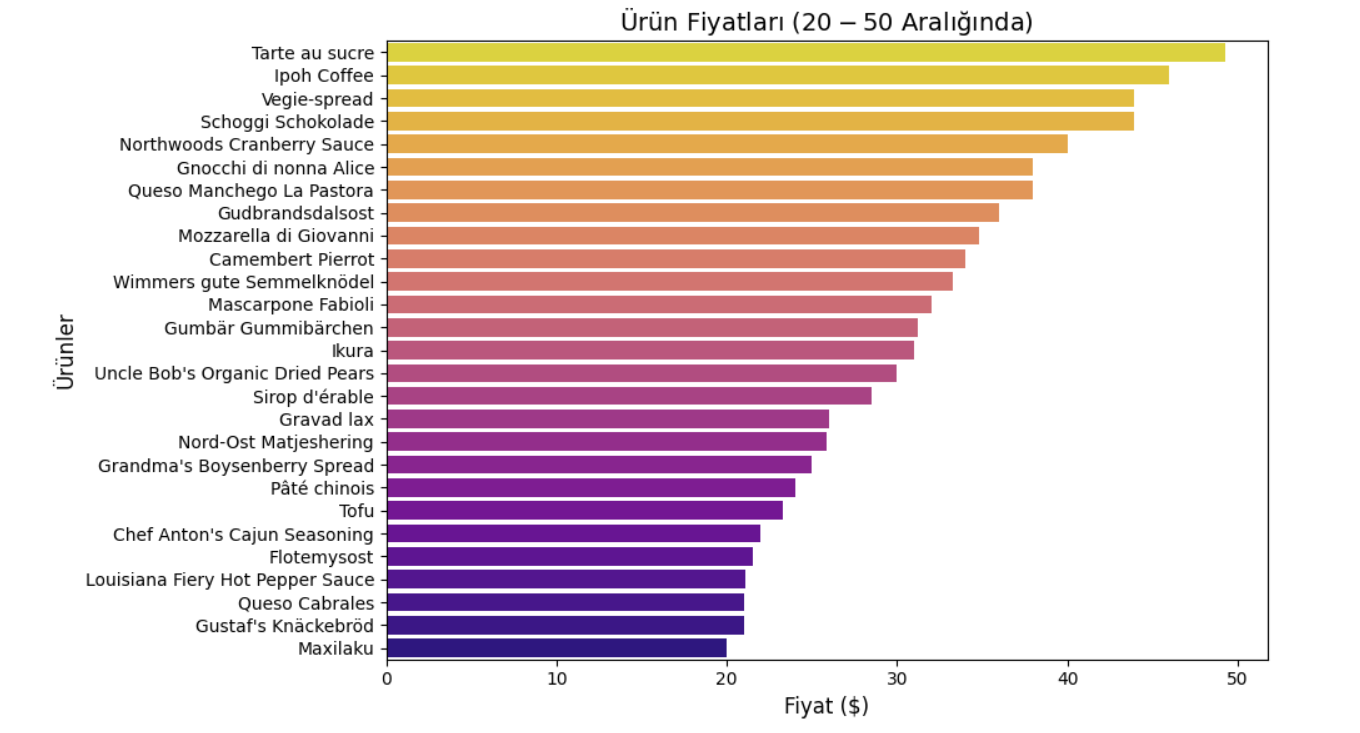 Ürün Fiyatları (20 − 50 Aralığında)
Tarte au sucre
Ipoh Coffee
Vegie-spread
Schoggi Schokolade
Northwoods Cranberry Sauce
Gnocchi di nonna Alice
Queso Manchego La Pastora
Gudbrandsdalsost
Mozzarella di Giovanni
Camembert Pierrot
Wimmers gute Semmelknödel
Mascarpone Fabioli
Gumbär Gummibärchen
Ikura
Uncle Bob's Organic Dried Pears
Sirop d'érable
Gravad lax
Nord-Ost Matjeshering
Grandma's Boysenberry Spread
Pâté chinois
Tofu
Chef Anton's Cajun Seasoning
Flotemysost
Louisiana Fiery Hot Pepper Sauce
Queso Cabrales
Gustaf's Knäckebröd
Maxilaku
Ürünler
0 10 20 30 40 50
Fiyat ($)